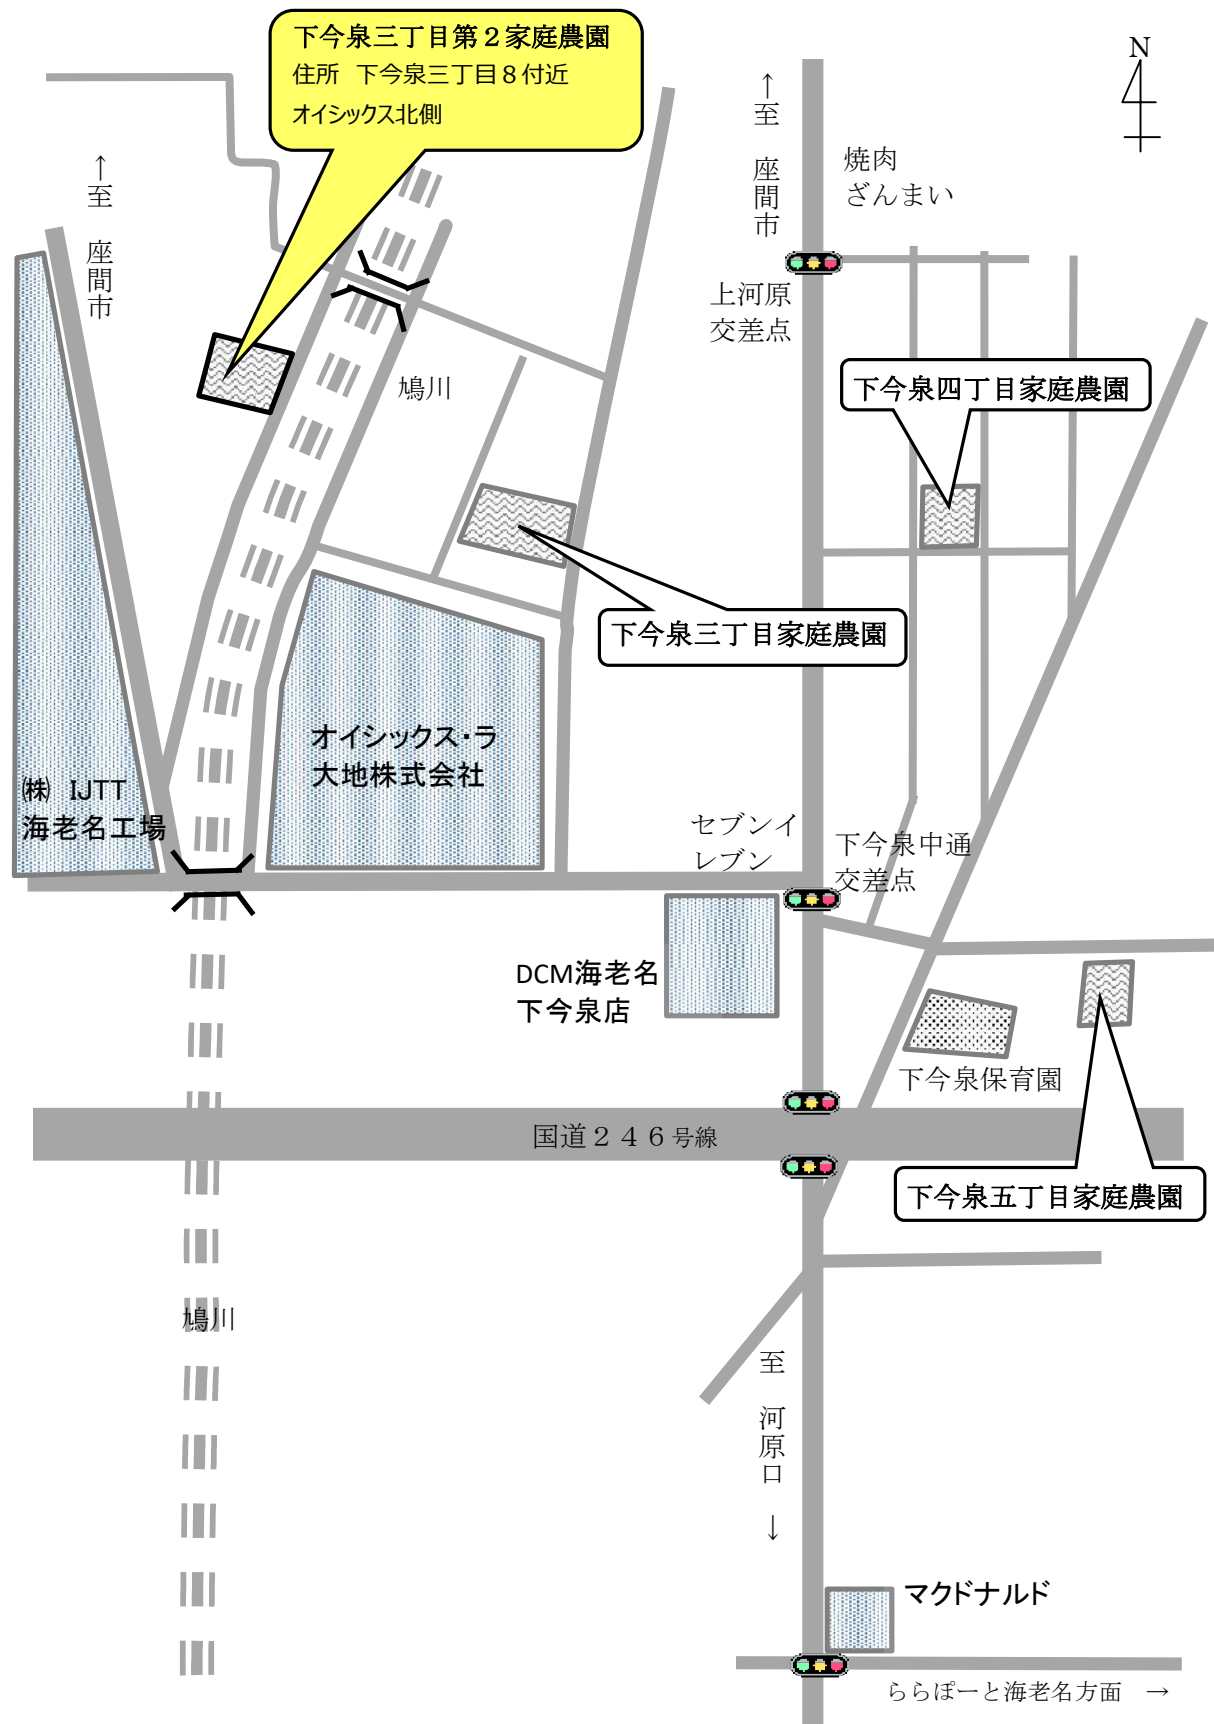 下今泉三丁目第２家庭農園
住所 下今泉三丁目８付近
オイシックス北側
N
←至 座間市
←至 座間市
焼肉
ざんまい
上河原
交差点
鳩川
下今泉四丁目家庭農園
下今泉三丁目家庭農園
オイシックス・ラ
大地株式会社
㈱ IJTT
海老名工場
セブンイ
レブン
下今泉中通
交差点
DCM海老名
下今泉店
下今泉保育園
国道２４６号線
下今泉五丁目家庭農園
鳩川
至 河原口 →
マクドナルド
ららぽーと海老名方面 →